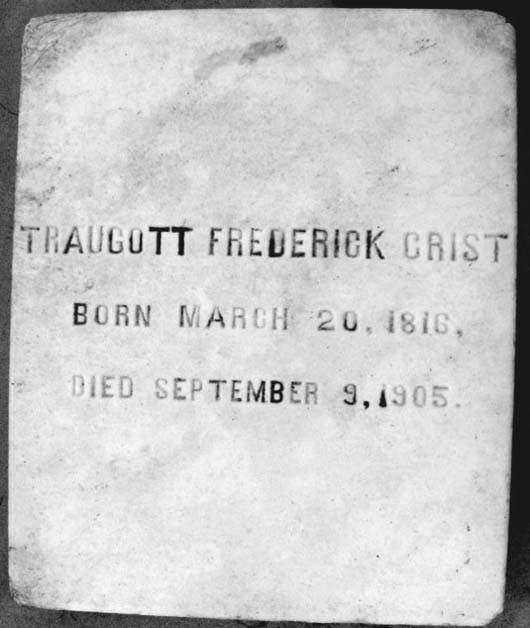 TRAUGOTT FREDERICK CRIST
BORN MARCH 20, 1816,
DIED SEPTEMBER 9, 1905.